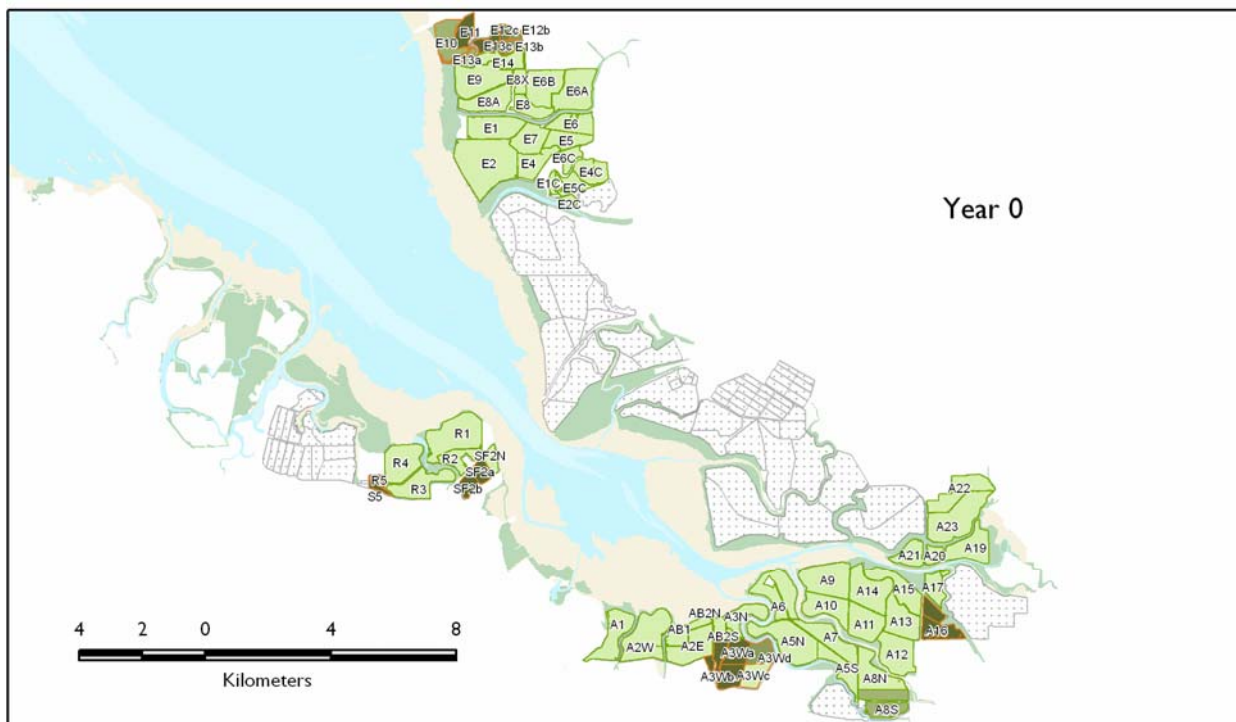 E11
E12c
E12b
E10
E13c
E13b
E13a
E14
E9
E8X
E6B
E6A
E8A
E8
E1
E6
E7
E5
E6C
E2
E4
E4C
E1C
E5C
E2C
Year 0
R1
SF2N
R4
R2
SF2a
R5
R3
SF2b
S5
A22
A23
A19
A21
A20
A9
A15
A17
A14
A6
A10
AB2N
A3N
A1
AB1
A11
A13
A16
AB2S
A7
A2W
A2E
A5N
A3Wa
A3Wd
A12
A3Wb
A3Wc
A5S
A8N
A8S
4 2 0 4 8
Kilometers